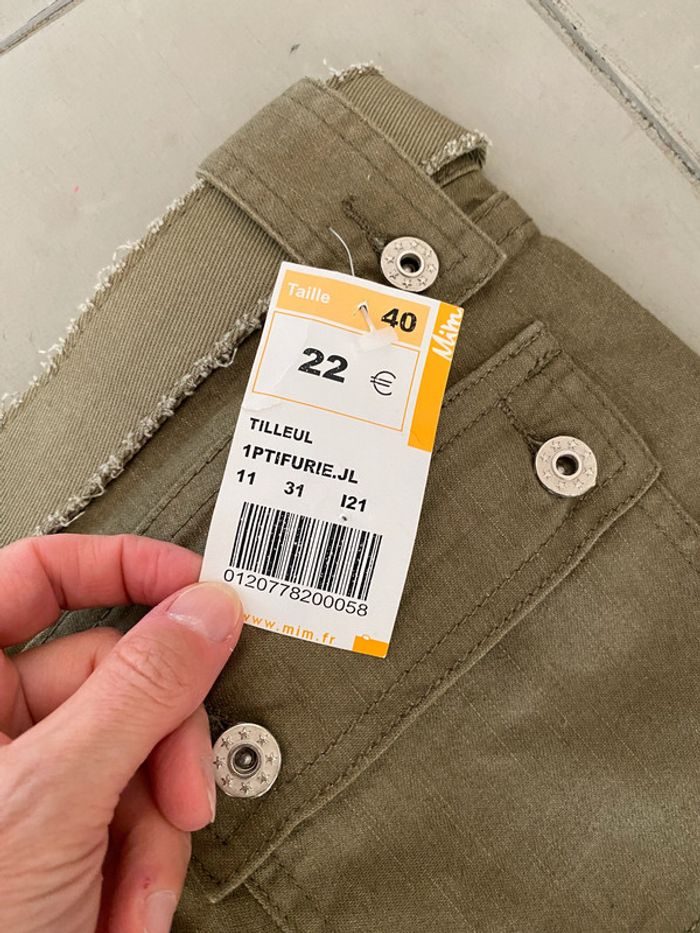 Taille
40
Mim
22 €
TILLEUL
1PTIFURIE.JL
11 31 I21
0120778200058
www.mim.fr